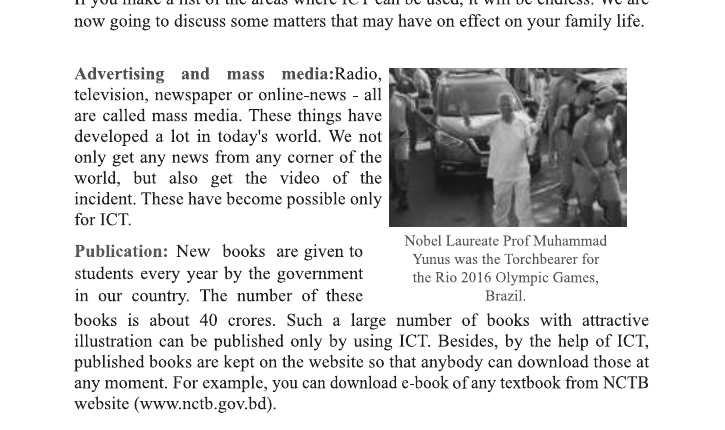 If you make a list of the areas where ICT can be used, it will be endless. We are
now going to discuss some matters that may have on effect on your family life.
Advertising and mass media:Radio,
television, newspaper or online-news - all
are called mass media. These things have
developed a lot in today's world. We not
only get any news from any corner of the
world, but also get the video of the
incident. These have become possible only
for ICT.
Nobel Laureate Prof Muhammad
Yunus was the Torchbearer for
the Rio 2016 Olympic Games,
Brazil.
Publication: New books are given to
students every year by the government
in our country. The number of these
books is about 40 crores. Such a large number of books with attractive
illustration can be published only by using ICT. Besides, by the help of ICT,
published books are kept on the website so that anybody can download those at
any moment. For example, you can download e-book of any textbook from NCTB
website (www.nctb.gov.bd).